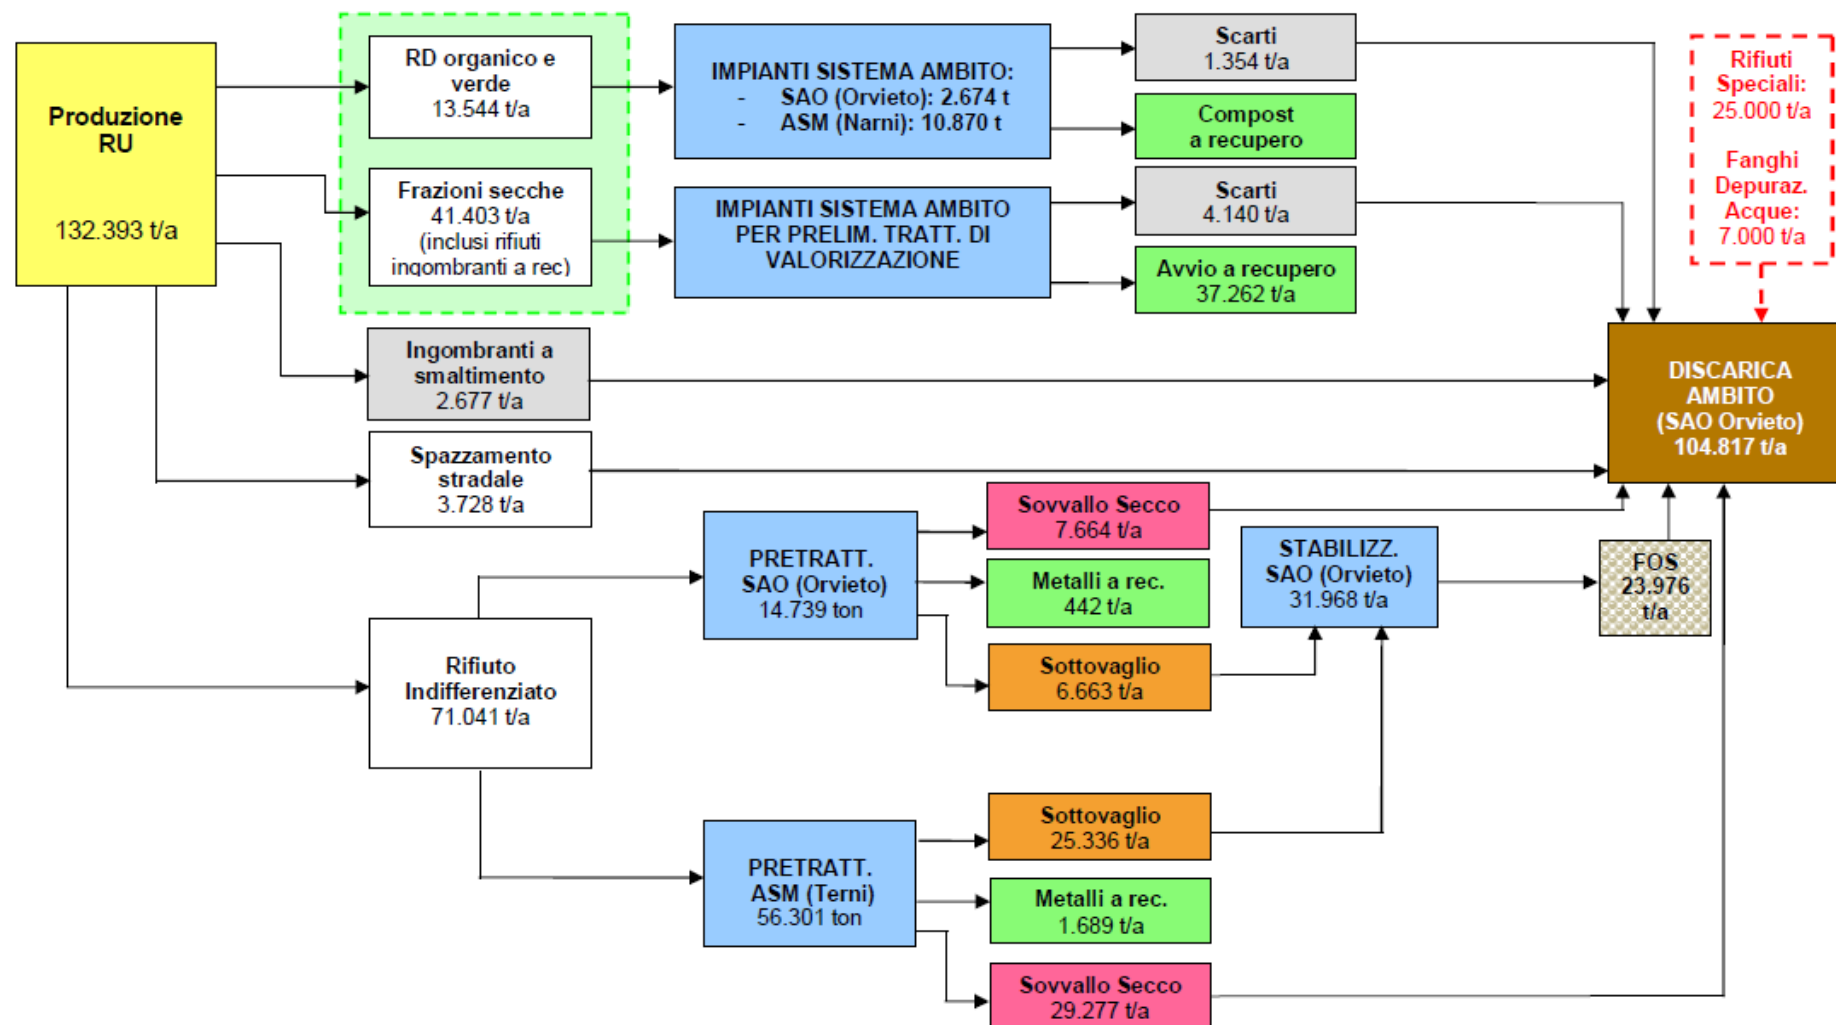 Produzione
RU
132.393 t/a
RD organico e
verde
13.544 t/a
Frazioni secche
41.403 t/a
(inclusi rifiuti
ingombranti a rec)
IMPIANTI SISTEMA AMBITO:
- SAO (Orvieto): 2.674 t
- ASM (Narni): 10.870 t
IMPIANTI SISTEMA AMBITO
PER PRELIM. TRATT. DI
VALORIZZAZIONE
Scarti
1.354 t/a
Compost
a recupero
Scarti
4.140 t/a
Avvio a recupero
37.262 t/a
Rifiuti
Speciali:
25.000 t/a
Fanghi
Depuraz.
Acque:
7.000 t/a
Ingombranti a
smaltimento
2.677 t/a
Spazzamento
stradale
3.728 t/a
DISCARICA
AMBITO
(SAO Orvieto)
104.817 t/a
Rifiuto
Indifferenziato
71.041 t/a
PRETRATT.
SAO (Orvieto)
14.739 ton
Sovvallo Secco
7.664 t/a
Metalli a rec.
442 t/a
Sottovaglio
6.663 t/a
STABILIZZ.
SAO (Orvieto)
31.968 t/a
FOS
23.976
t/a
PRETRATT.
ASM (Terni)
56.301 ton
Sottovaglio
25.336 t/a
Metalli a rec.
1.689 t/a
Sovvallo Secco
29.277 t/a